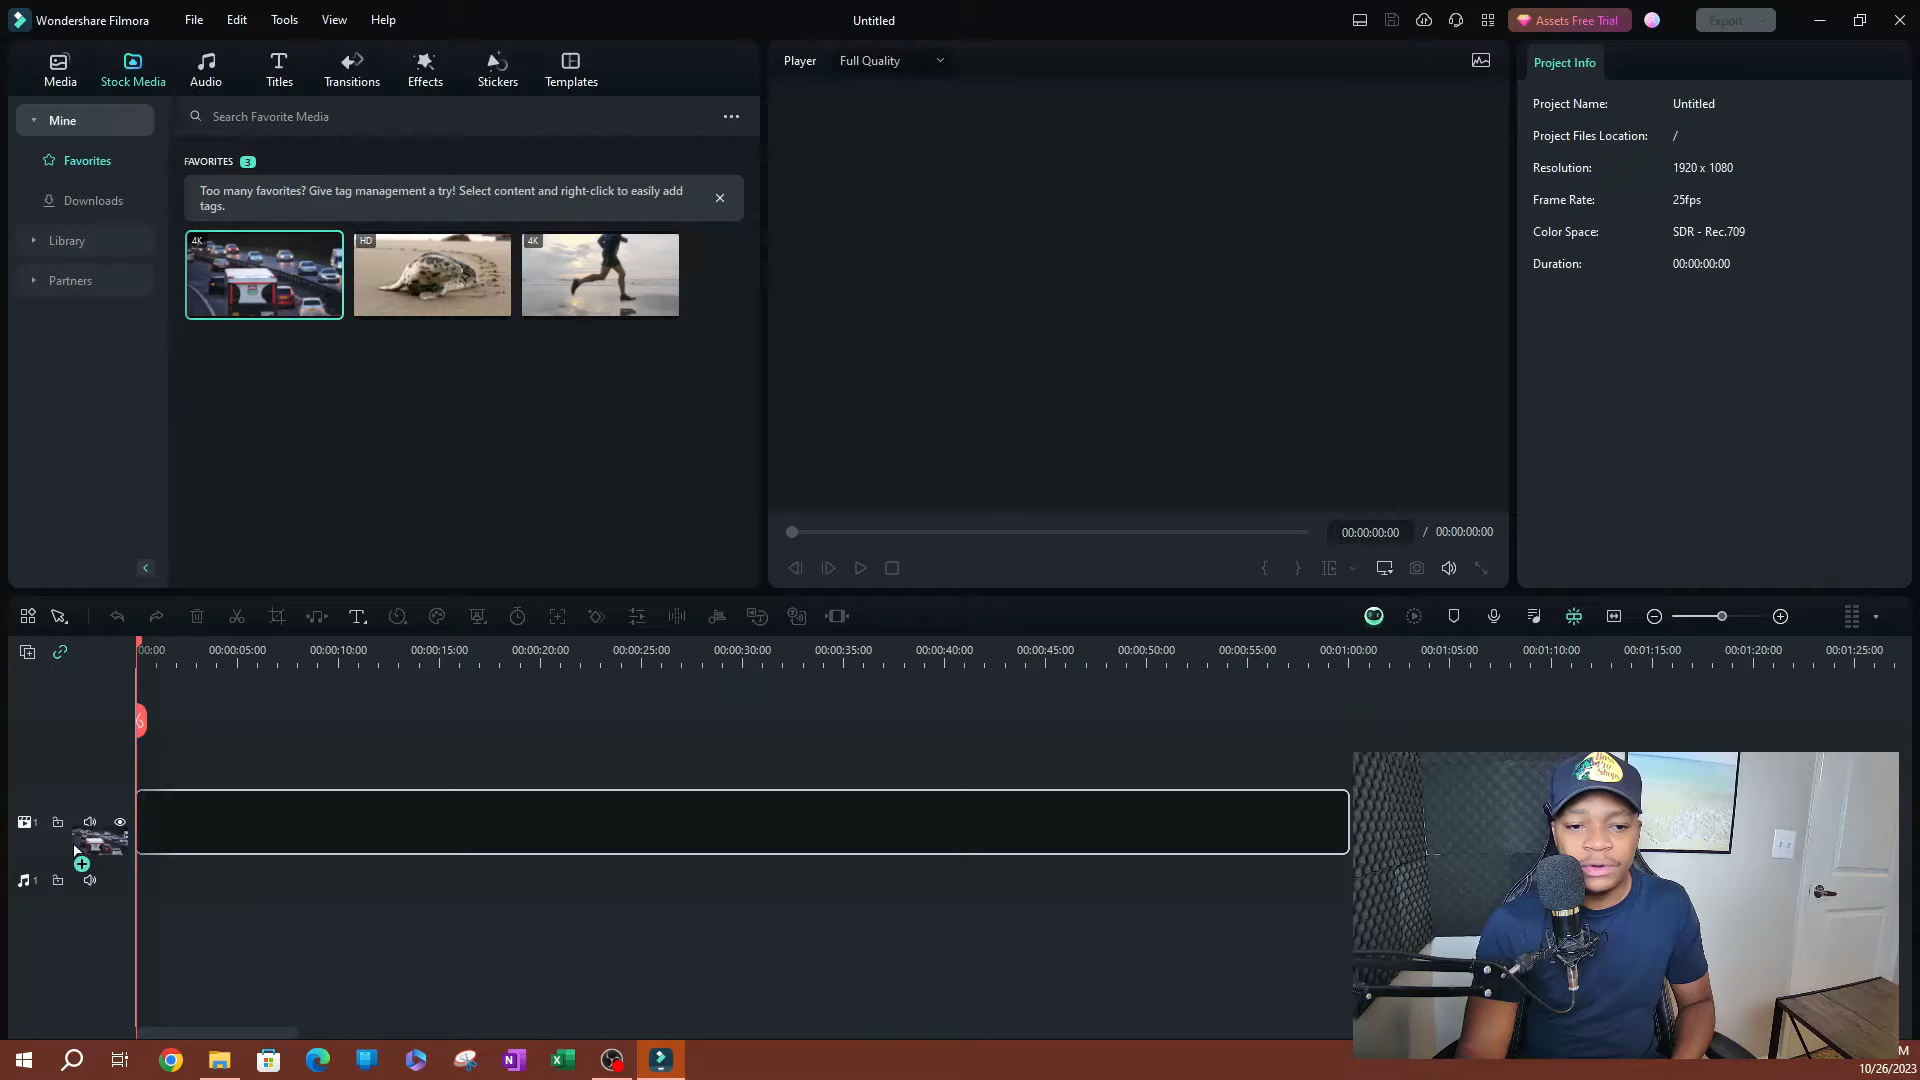 Wondershare Filmora
File
Edit
Tools
View
Help
Untitled
Assets Free Trial
Export
Media
Stock Media
Audio
Titles
Transitions
Effects
Stickers
Templates
Player
Full Quality
Project Info
Mine
Search Favorite Media
Project Name:
Untitled
Project Files Location:
/
Resolution:
1920 x 1080
Frame Rate:
25fps
Color Space:
SDR - Rec.709
Duration:
00:00:00:00
Favorites
Downloads
Library
Partners
FAVORITES 3
Too many favorites? Give tag management a try! Select content and right-click to easily add
tags.
4K
HD
4K
00:00:00:00 / 00:00:00:00
00:00
00:00:05:00
00:00:10:00
00:00:15:00
00:00:20:00
00:00:25:00
00:00:30:00
00:00:35:00
00:00:40:00
00:00:45:00
00:00:50:00
00:00:55:00
00:01:00:00
00:01:05:00
00:01:10:00
00:01:15:00
00:01:20:00
00:01:25:00
1
1
Bass
Pro
Shops
M
10/26/2023